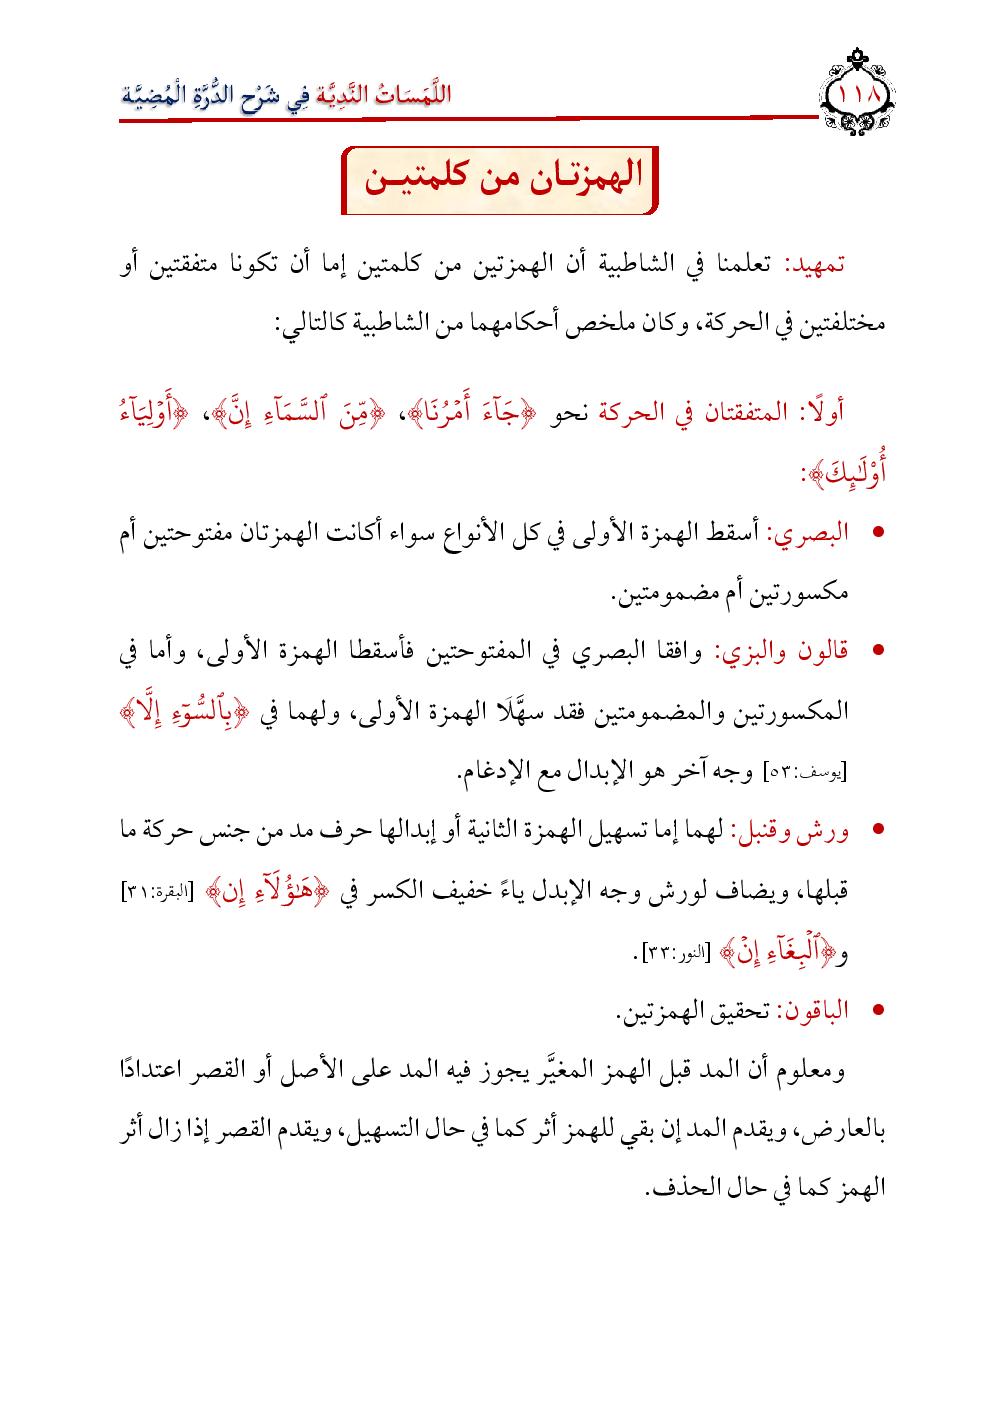 اللَّمَسَاتُ النَّدِيَّة فِي شَرْحِ الدُّرَّةِ الْمُضِيَّة
١١٨
الهمزتـان من كلمتيـن
تمهيد: تعلمنا في الشاطبية أن الهمزتين من كلمتين إما أن تكونا متفقتين أو
مختلفتين في الحركة، وكان ملخص أحكامهما من الشاطبية كالتالي:
أولًا: المتفقتان في الحركة نحو ﴿جَآءَ أَمۡرُنَا﴾، ﴿مِّنَ ٱلسَّمَآءِ إِنَّ﴾، ﴿أَوۡلِيَآءُ
أُوْلَٰٓئِكَ﴾:
• البصري: أسقط الهمزة الأولى في كل الأنواع سواء أكانت الهمزتان مفتوحتين أم
مكسورتين أم مضمومتين.
• قالون والبزي: وافقا البصري في المفتوحتين فأسقطا الهمزة الأولى، وأما في
المكسورتين والمضمومتين فقد سهَّلَا الهمزة الأولى، ولهما في ﴿بِٱلسُّوٓءِ إِلَّا﴾
[يوسف:٥٣] وجه آخر هو الإبدال مع الإدغام.
• ورش وقنبل: لهما إما تسهيل الهمزة الثانية أو إبدالها حرف مد من جنس حركة ما
قبلها، ويضاف لورش وجه الإبدل ياءً خفيف الكسر في ﴿هَٰٓؤُلَآءِ إِن﴾ [البقرة:٣١]
و﴿ٱلۡبِغَآءِ إِنۡ﴾ [النور:٣٣].
• الباقون: تحقيق الهمزتين.
ومعلوم أن المد قبل الهمز المغيَّر يجوز فيه المد على الأصل أو القصر اعتدادًا
بالعارض، ويقدم المد إن بقي للهمز أثر كما في حال التسهيل، ويقدم القصر إذا زال أثر
الهمز كما في حال الحذف.